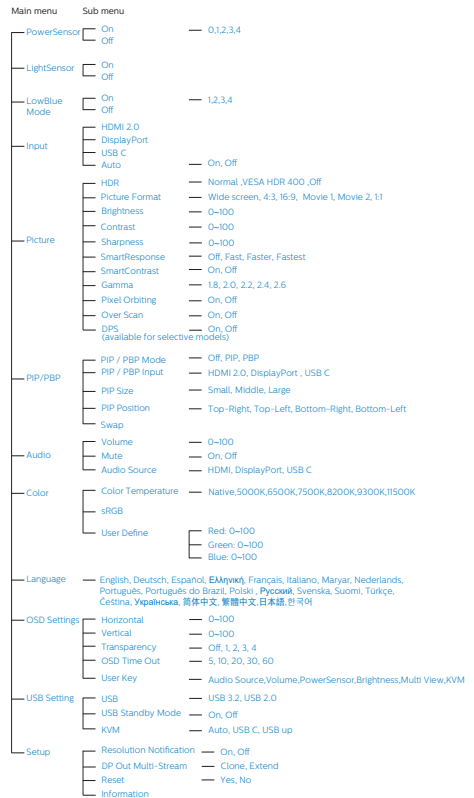 Main menu Sub menu
PowerSensor On 0,1,2,3,4
Off
LightSensor On
Off
LowBlue Mode On 1,2,3,4
Off
Input HDMI 2.0
DisplayPort
USB C
Auto On, Off
Picture HDR Normal ,VESA HDR 400 ,Off
Picture Format Wide screen, 4:3, 16:9, Movie 1, Movie 2, 1:1
Brightness 0~100
Contrast 0~100
Sharpness 0~100
SmartResponse Off, Fast, Faster, Fastest
SmartContrast On, Off
Gamma 1.8, 2.0, 2.2, 2.4, 2.6
Pixel Orbiting On, Off
Over Scan On, Off
DPS On, Off
(available for selective models)
PIP/PBP PIP / PBP Mode Off, PIP, PBP
PIP / PBP Input HDMI 2.0, DisplayPort , USB C
PIP Size Small, Middle, Large
PIP Position Top-Right, Top-Left, Bottom-Right, Bottom-Left
Swap
Audio Volume 0~100
Mute On, Off
Audio Source HDMI, DisplayPort, USB C
Color Color Temperature Native,5000K,6500K,7500K,8200K,9300K,11500K
sRGB
User Define Red: 0~100
Green: 0~100
Blue: 0~100
Language English, Deutsch, Español, Ελληνική, Français, Italiano, Maryar, Nederlands,
Português, Português do Brazil, Polski , Русский, Svenska, Suomi, Türkçe,
Čeština, Українська, 简体中文, 繁體中文,日本語,한국어
OSD Settings Horizontal 0~100
Vertical 0~100
Transparency Off, 1, 2, 3, 4
OSD Time Out 5, 10, 20, 30, 60
User Key Audio Source,Volume,PowerSensor,Brightness,Multi View,KVM
USB Setting USB USB 3.2, USB 2.0
USB Standby Mode On, Off
KVM Auto, USB C, USB up
Setup Resolution Notification On, Off
DP Out Multi-Stream Clone, Extend
Reset Yes, No
Information